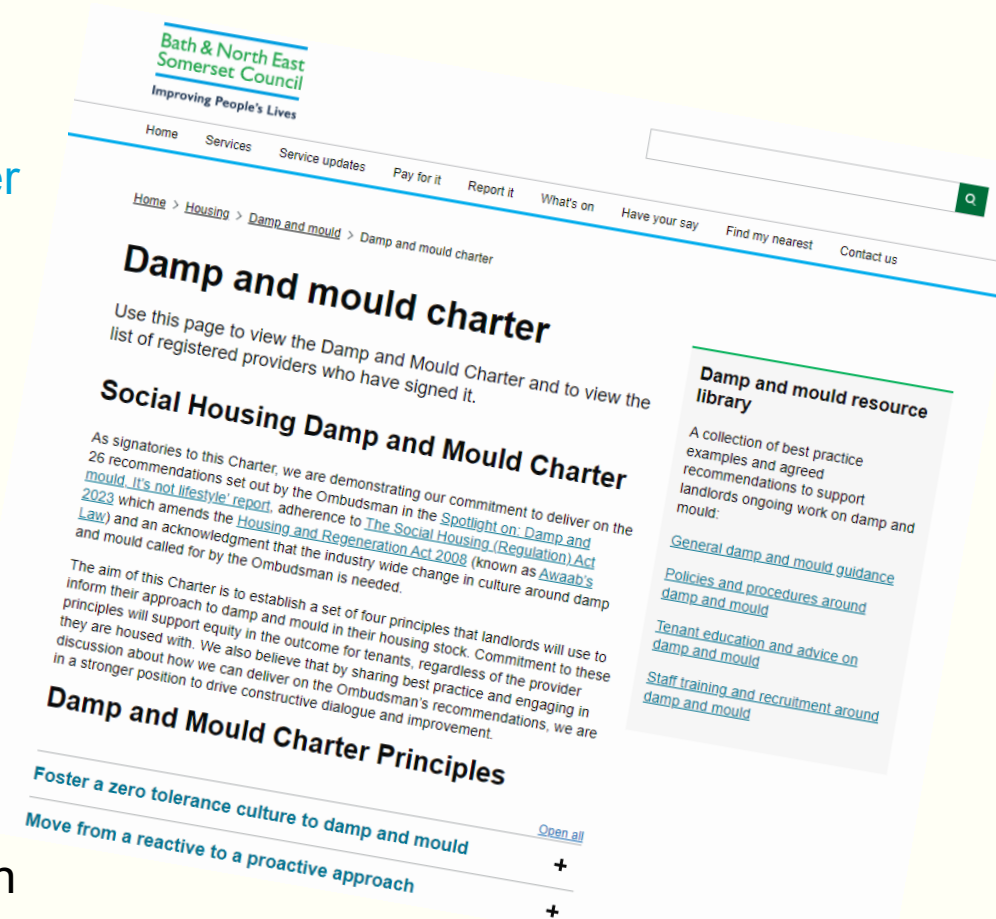 Bath & North East
Somerset Council
Improving People's Lives
Home Services Service updates Pay for it Report it What's on Have your say Find my nearest Contact us
Home > Housing > Damp and mould > Damp and mould charter
Damp and mould charter
Use this page to view the Damp and Mould Charter and to view the
list of registered providers who have signed it.
Social Housing Damp and Mould Charter
As signatories to this Charter, we are demonstrating our commitment to deliver on the
26 recommendations set out by the Ombudsman in the Spotlight on: Damp and
mould, It's not lifestyle' report, adherence to The Social Housing (Regulation) Act
2023 which amends the Housing and Regeneration Act 2008 (known as Awaab's
Law) and an acknowledgment that the industry wide change in culture around damp
and mould called for by the Ombudsman is needed.
The aim of this Charter is to establish a set of four principles that landlords will use to
inform their approach to damp and mould in their housing stock. Commitment to these
principles will support equity in the outcome for tenants, regardless of the provider
they are housed with. We also believe that by sharing best practice and engaging in
discussion about how we can deliver on the Ombudsman's recommendations, we are
in a stronger position to drive constructive dialogue and improvement.
Damp and Mould Charter Principles
Open all
Foster a zero tolerance culture to damp and mould +
Move from a reactive to a proactive approach +
Damp and mould resource
library
A collection of best practice
examples and agreed
recommendations to support
landlords ongoing work on damp and
mould:
General damp and mould guidance
Policies and procedures around
damp and mould
Tenant education and advice on
damp and mould
Staff training and recruitment around
damp and mould